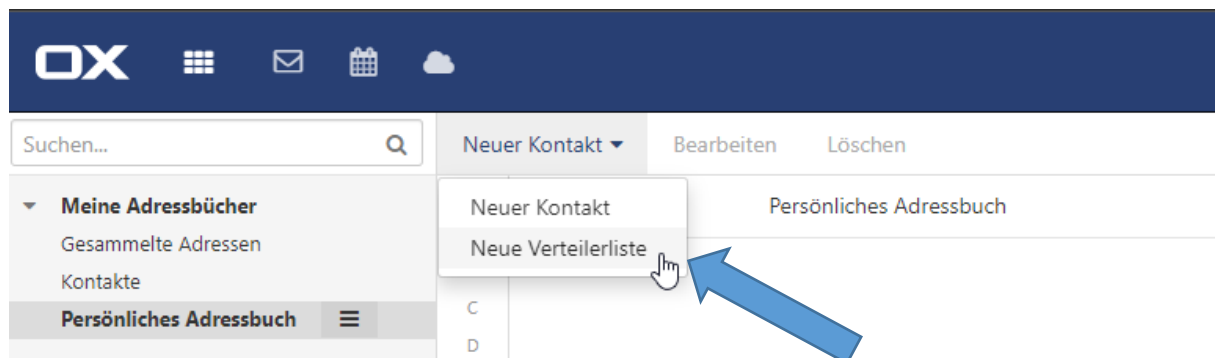 OX
Suchen...
Neuer Kontakt
Bearbeiten
Löschen
Meine Adressbücher
Gesammelte Adressen
Kontakte
Persönliches Adressbuch
Neuer Kontakt
Neue Verteilerliste
Persönliches Adressbuch
C
D